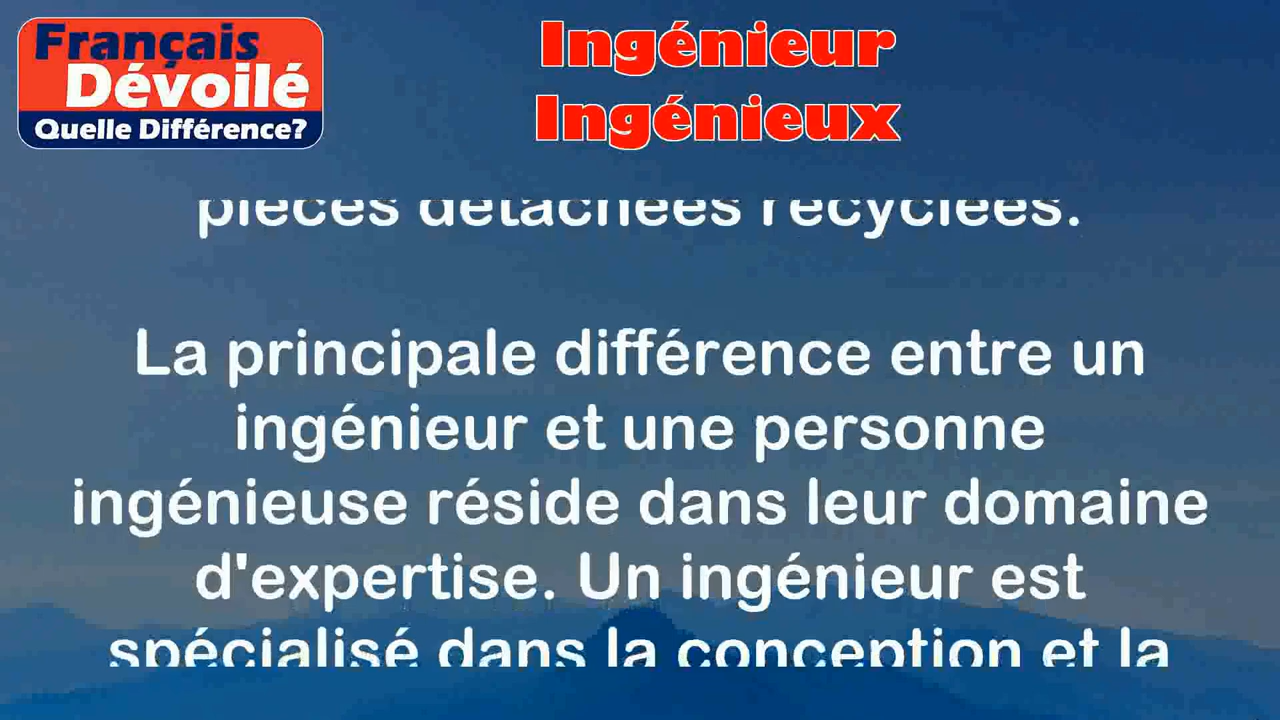 Français
Dévoilé
Quelle Différence?
Ingénieur
Ingénieux
pièces détachées recyclées.
La principale différence entre un
ingénieur et une personne
ingénieuse réside dans leur domaine
d'expertise. Un ingénieur est
spécialisé dans la conception et la